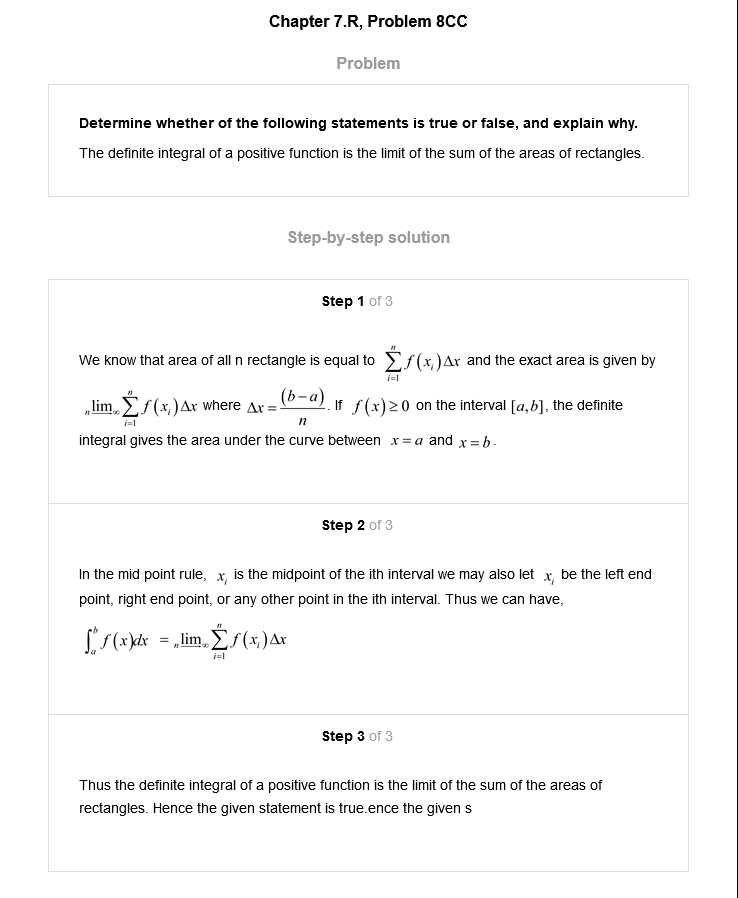 Chapter 7.R, Problem 8CC
Problem
Determine whether of the following statements is true or false, and explain why.
The definite integral of a positive function is the limit of the sum of the areas of rectangles.
Step-by-step solution
Step 1 of 3
We know that area of all n rectangle is equal to \sum_{i=1}^{n} f(x_i)\Delta x and the exact area is given by
{}_n\underline{\lim}_\infty \sum_{i=1}^{n} f(x_i)\Delta x where \Delta x = \frac{(b-a)}{n}. If f(x) \geq 0 on the interval [a,b], the definite
integral gives the area under the curve between x = a and x = b.
Step 2 of 3
In the mid point rule, x_i is the midpoint of the ith interval we may also let x_i be the left end
point, right end point, or any other point in the ith interval. Thus we can have,
\int_a^b f(x)dx = {}_n\underline{\lim}_\infty \sum_{i=1}^{n} f(x_i)\Delta x
Step 3 of 3
Thus the definite integral of a positive function is the limit of the sum of the areas of
rectangles. Hence the given statement is true.ence the given s